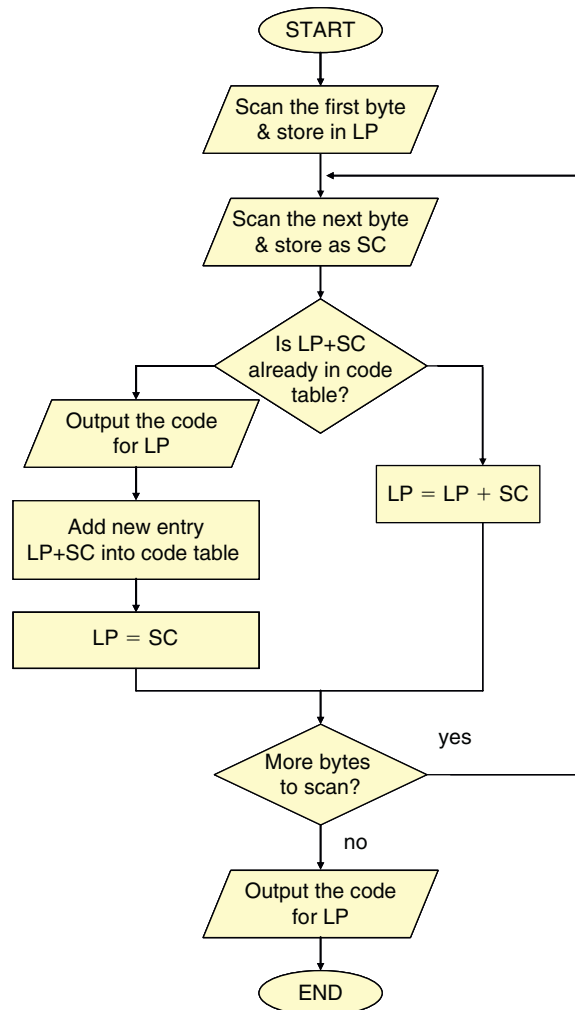 START
Scan the first byte
& store in LP
Scan the next byte
& store as SC
Is LP+SC
already in code
table?
Output the code
for LP
LP = LP + SC
Add new entry
LP+SC into code table
LP = SC
More bytes
to scan?
yes
no
Output the code
for LP
END